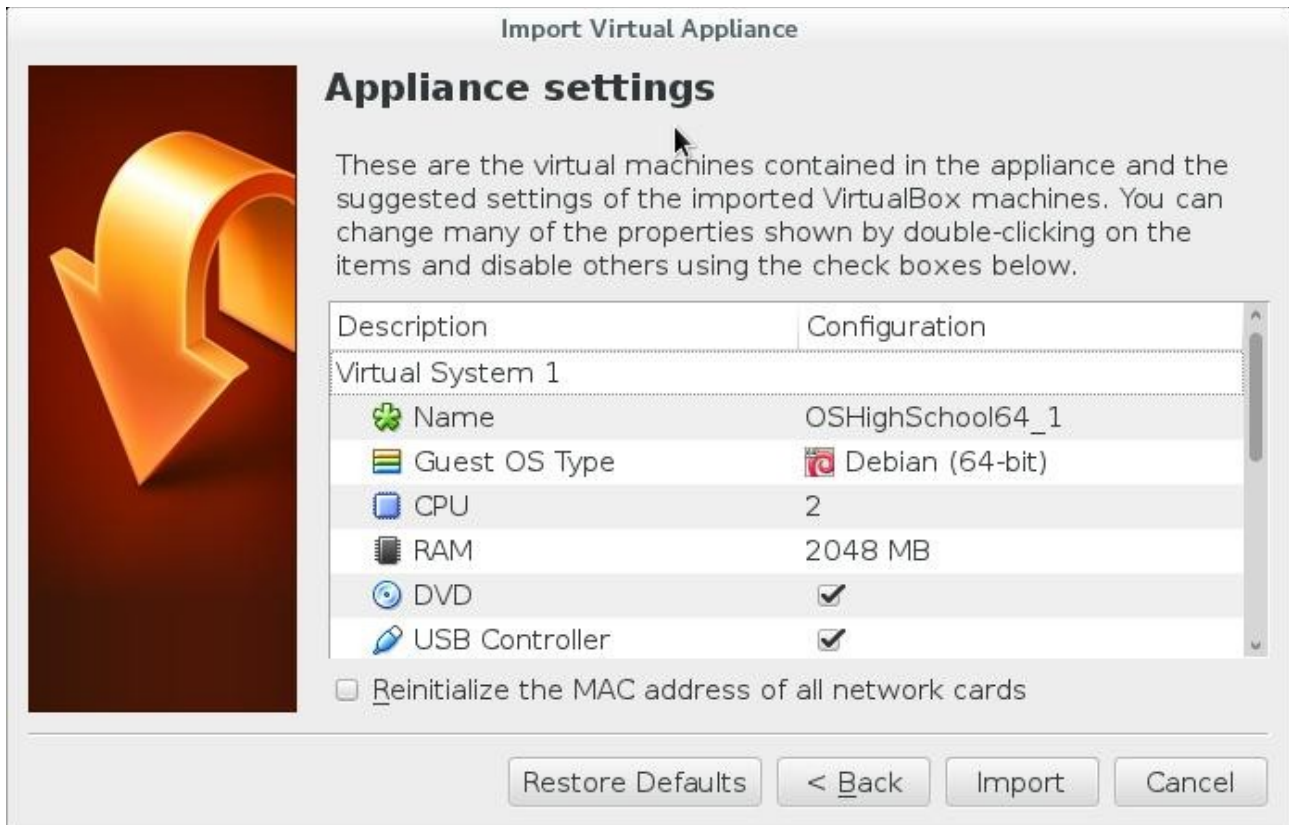 Import Virtual Appliance
Appliance settings
These are the virtual machines contained in the appliance and the
suggested settings of the imported VirtualBox machines. You can
change many of the properties shown by double-clicking on the
items and disable others using the check boxes below.
Description Configuration
Virtual System 1
Name OSHighSchool64_1
Guest OS Type Debian (64-bit)
CPU 2
RAM 2048 MB
DVD
USB Controller
Reinitialize the MAC address of all network cards
Restore Defaults < Back Import Cancel